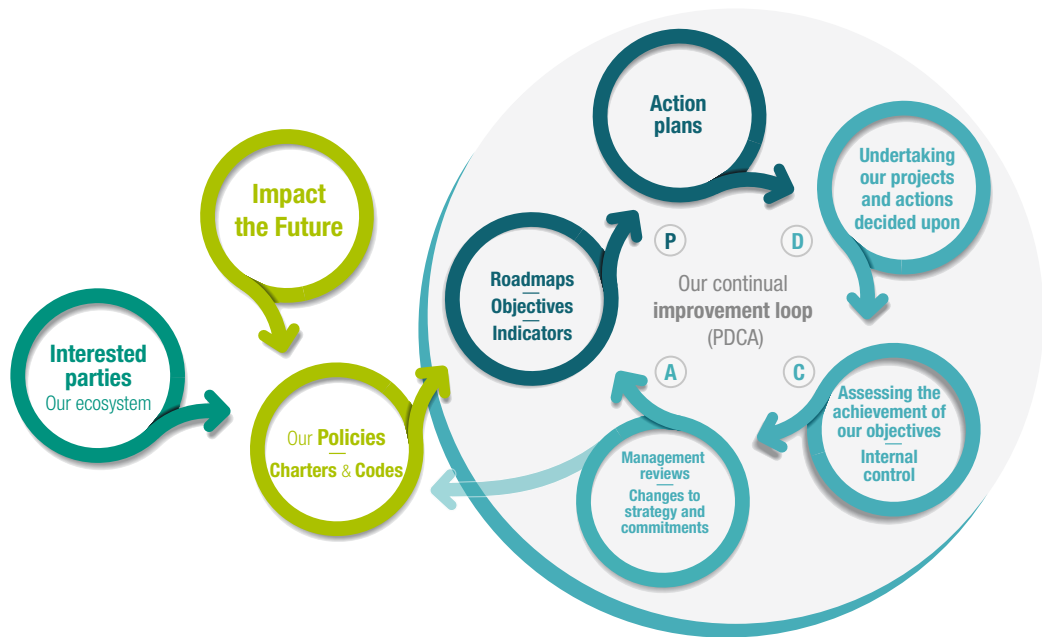 Action
plans
Undertaking
our projects
and actions
decided upon
Impact
the Future
P
D
Roadmaps
Objectives
Indicators
Our continual
improvement loop
(PDCA)
Interested
parties
Our ecosystem
A
C
Assessing the
achievement of
our objectives
Internal
control
Our Policies
Charters & Codes
Management
reviews
Changes to
strategy and
commitments